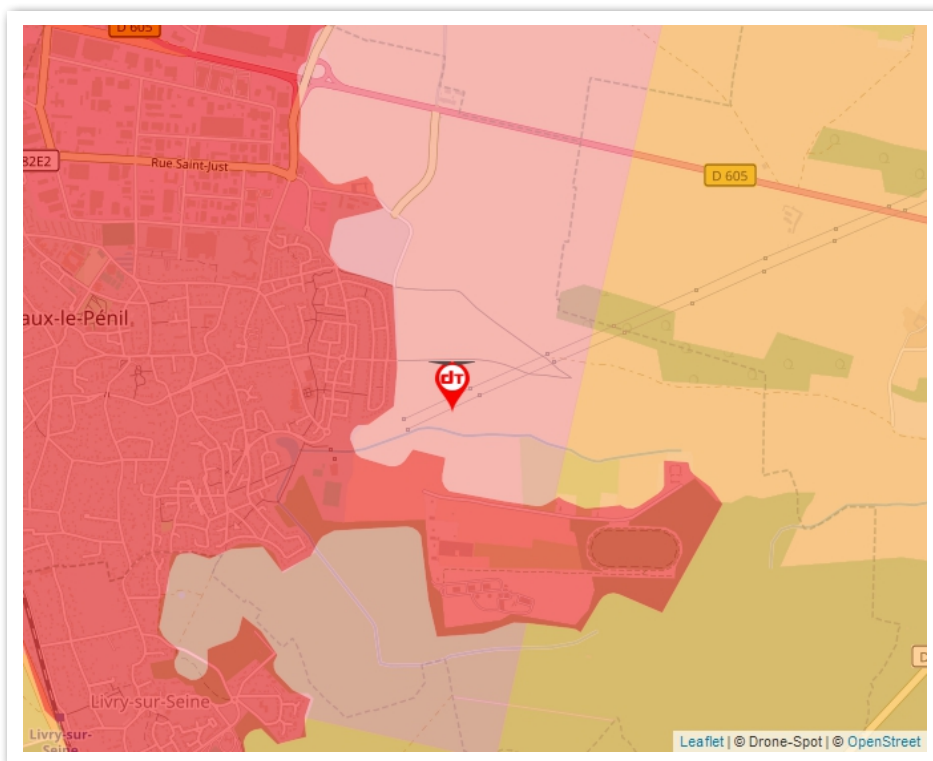 D 605
82E2
Rue Saint-Just
D 605
aux-le-Pénil
dT
Livry-sur-Seine
Livry-sur-
Seine
D
Leaflet | © Drone-Spot | © OpenStreet